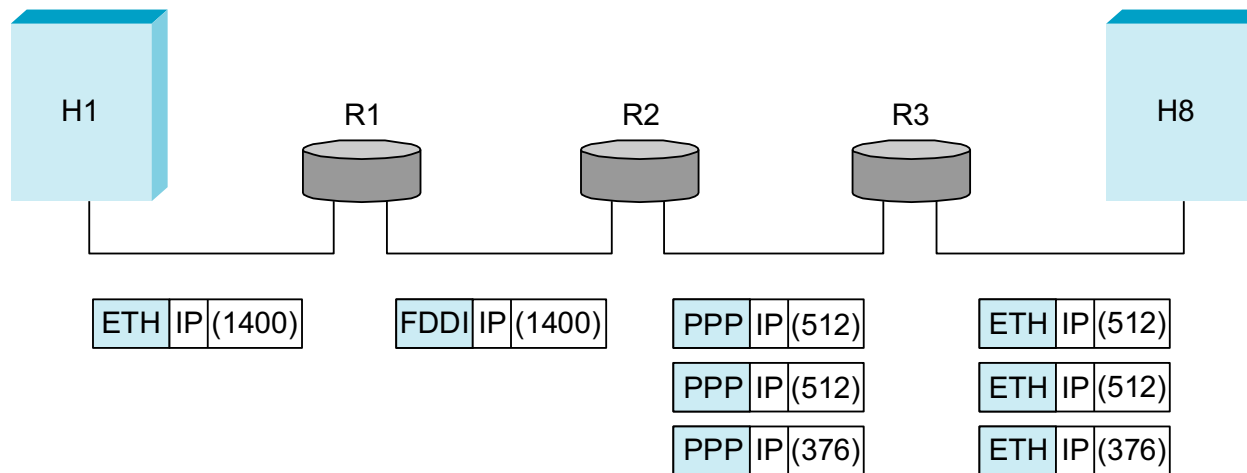 H1
R1
R2
R3
H8
ETH IP (1400)
FDDI IP (1400)
PPP IP (512)
ETH IP (512)
PPP IP (512)
ETH IP (512)
PPP IP (376)
ETH IP (376)